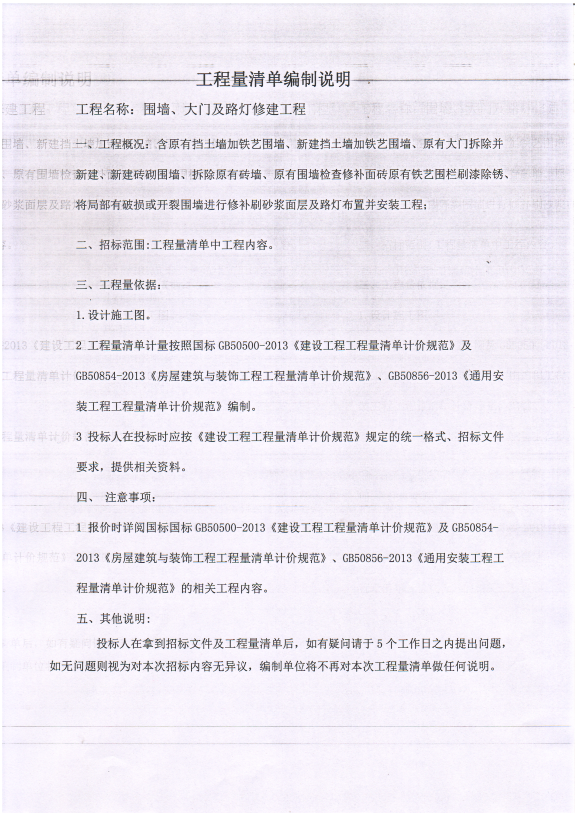 工程量清单编制说明
工程名称：围墙、大门及路灯修建工程
一、工程概况：含原有挡土墙加铁艺围墙、新建挡土墙加铁艺围墙、原有大门拆除并
新建、新建砖砌围墙、拆除原有砖墙、原有围墙检查修补面砖原有铁艺围栏刷漆除锈、
将局部有破损或开裂围墙进行修补刷砂浆面层及路灯布置并安装工程；
二、招标范围:工程量清单中工程内容。
三、工程量依据:
1.设计施工图。
2 工程量清单计量按照国标 GB50500-2013《建设工程工程量清单计价规范》及
GB50854-2013《房屋建筑与装饰工程工程量清单计价规范》、GB50856-2013《通用安
装工程工程量清单计价规范》编制。
3 投标人在投标时应按《建设工程工程量清单计价规范》规定的统一格式、招标文件
要求，提供相关资料。
四、 注意事项:
1 报价时详阅国标国标 GB50500-2013《建设工程工程量清单计价规范》及 GB50854-
2013《房屋建筑与装饰工程工程量清单计价规范》、GB50856-2013《通用安装工程工
程量清单计价规范》的相关工程内容。
五、其他说明:
投标人在拿到招标文件及工程量清单后，如有疑问请于 5 个工作日之内提出问题，
如无问题则视为对本次招标内容无异议，编制单位将不再对本次工程量清单做任何说明。